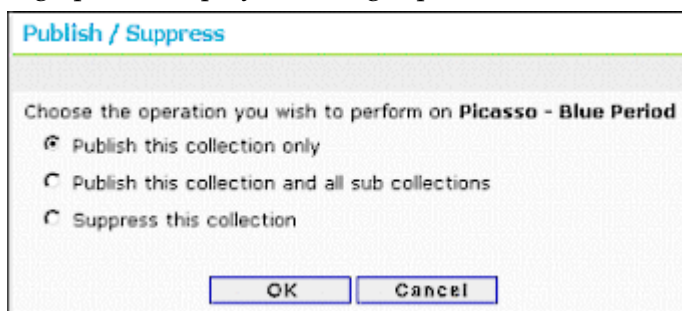 Publish / Suppress
Choose the operation you wish to perform on Picasso - Blue Period
Publish this collection only
Publish this collection and all sub collections
Suppress this collection
OK Cancel